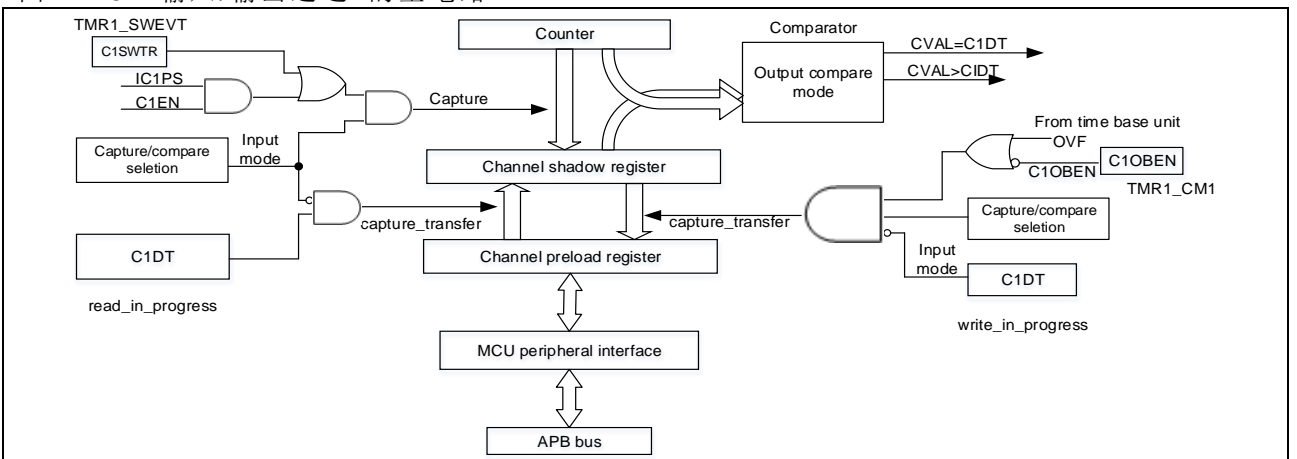 TMR1_SWEVT
C1SWTR
IC1PS
C1EN
Capture/compare
seletion
Input
mode
C1DT
read_in_progress
Counter
Capture
Channel shadow register
capture_transfer
capture_transfer
Channel preload register
MCU peripheral interface
APB bus
Comparator
Output compare
mode
CVAL=C1DT
CVAL>CIDT
From time base unit
OVF
C1OBEN
C1OBEN
TMR1_CM1
Capture/compare
seletion
Input
mode
C1DT
write_in_progress